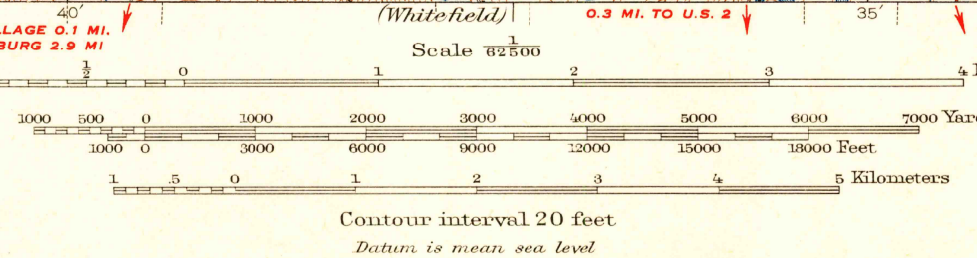 40′ (Whitefield) 0.3 MI. TO U.S. 2 35′
LLAGE 0.1 MI.
BURG 2.9 MI
Scale 1/62500
1/2 0 1 2 3 4
1000 500 0 1000 2000 3000 4000 5000 6000 7000 Yar
1000 0 3000 6000 9000 12000 15000 18000 Feet
1 .5 0 1 2 3 4 5 Kilometers
Contour interval 20 feet
Datum is mean sea level